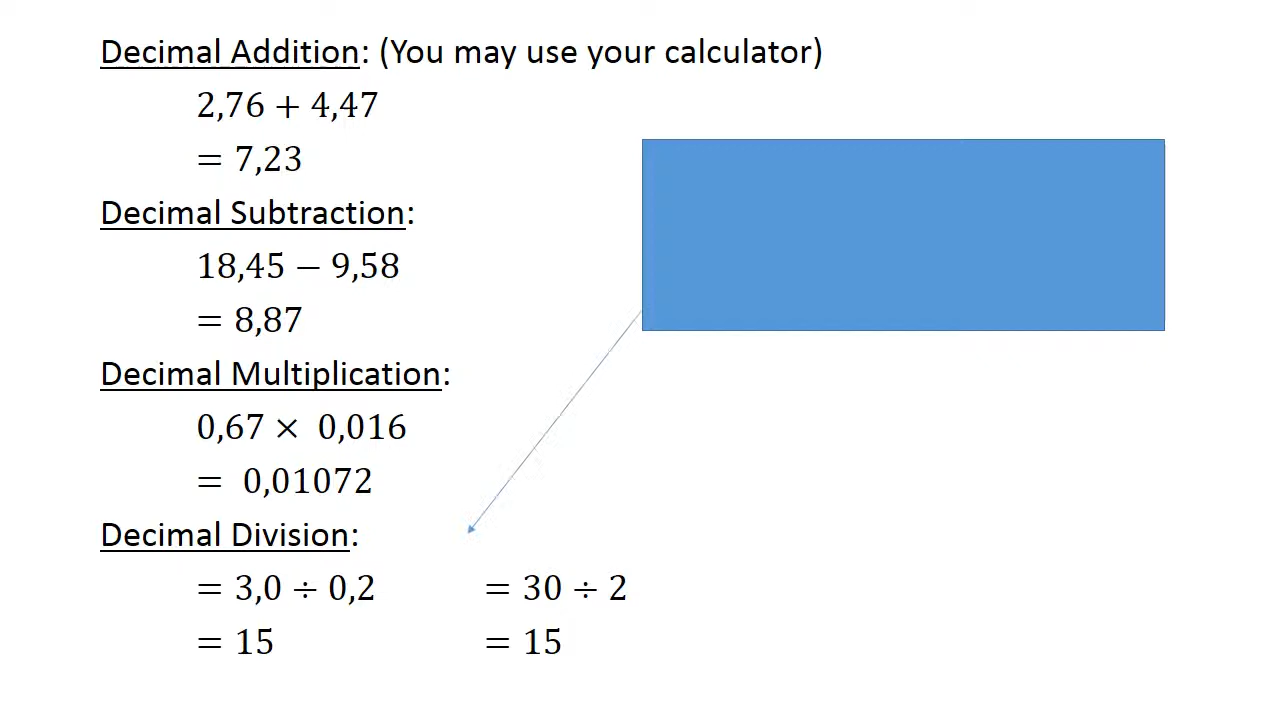 Decimal Addition: (You may use your calculator)
2,76 + 4,47
= 7,23
Decimal Subtraction:
18,45 − 9,58
= 8,87
Decimal Multiplication:
0,67 × 0,016
= 0,01072
Decimal Division:
= 3,0 ÷ 0,2 = 30 ÷ 2
= 15 = 15